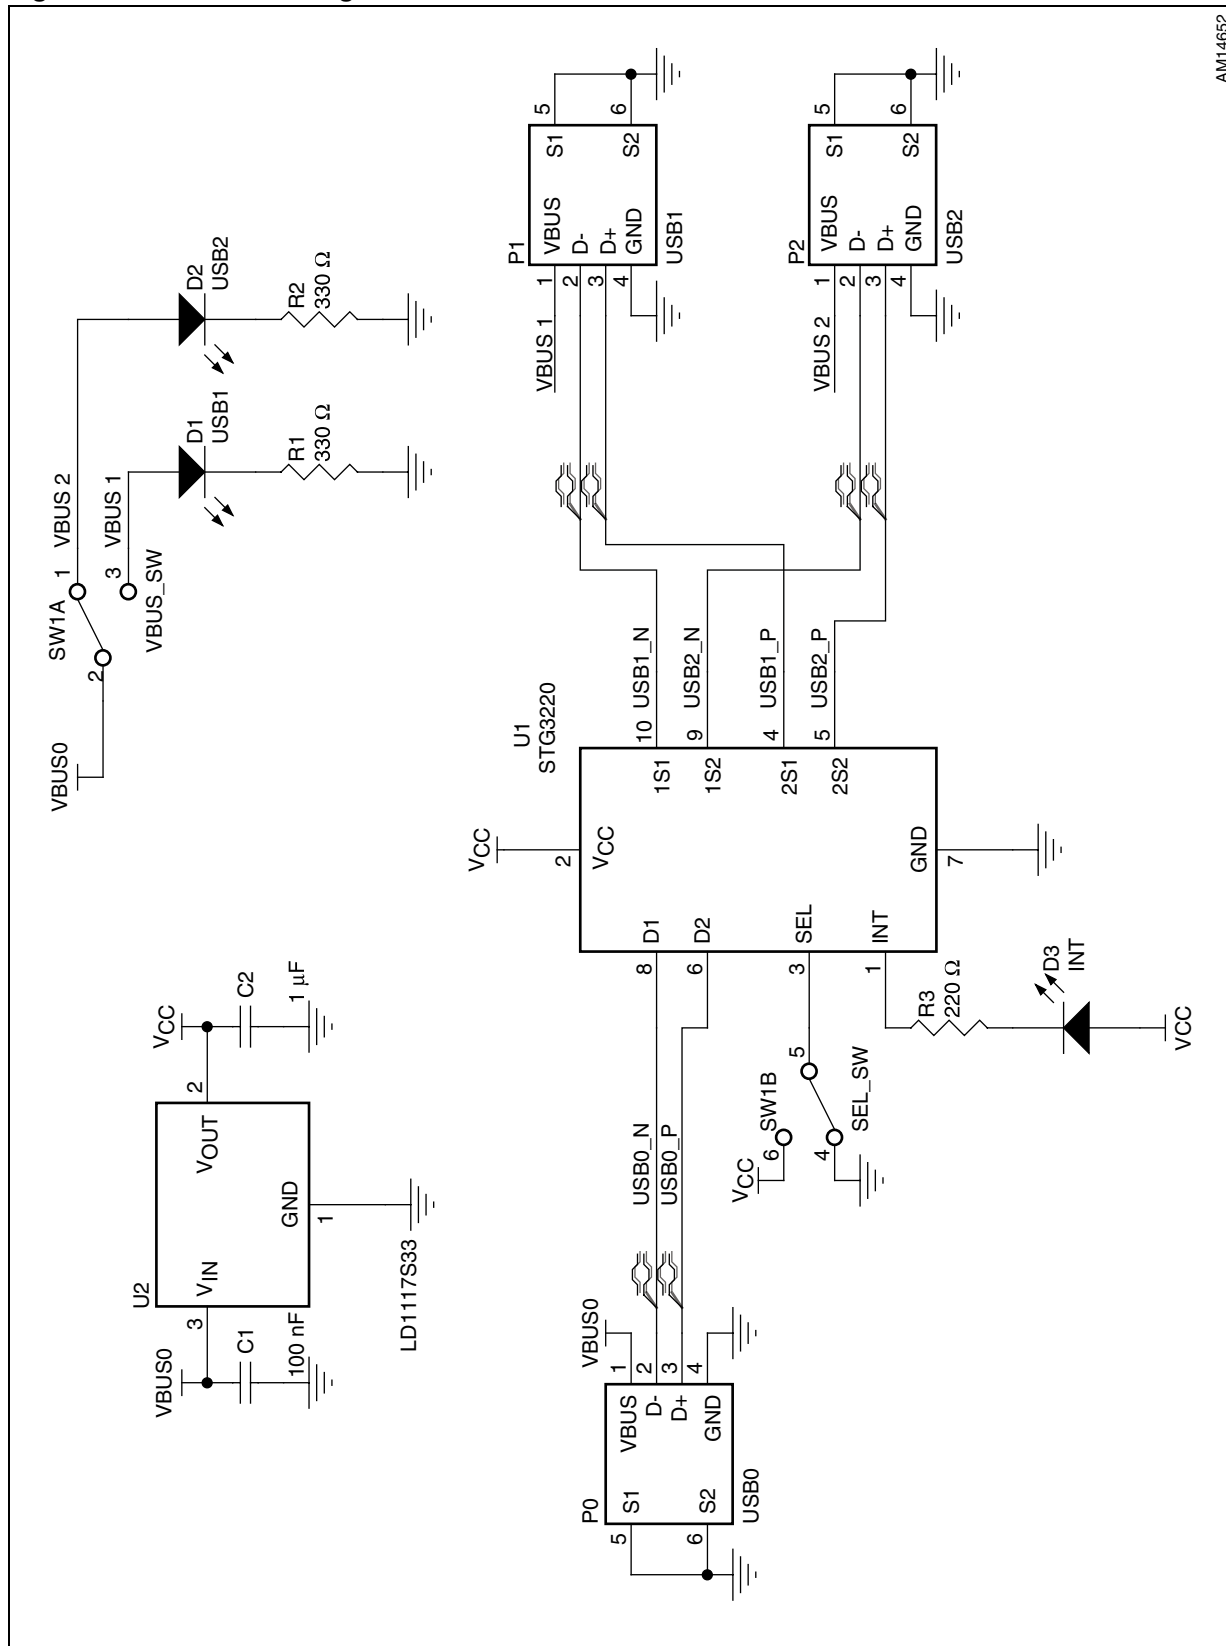 AM14652
U2
VBUS0
3
VIN
VOUT
2
VCC
C1
100 nF
C2
1 µF
GND
1
LD1117S33
VBUS0
2
SW1A
1
VBUS 2
3
VBUS 1
VBUS_SW
D1
USB1
D2
USB2
R1
330 Ω
R2
330 Ω
P0
5
S1
6
S2
VBUS
1
VBUS0
D-
2
D+
3
GND
4
USB0
USB0_N
USB0_P
U1
STG3220
VCC
2
VCC
8
D1
6
D2
3
SEL
1
INT
1S1
10
USB1_N
1S2
9
USB2_N
2S1
4
USB1_P
2S2
5
USB2_P
GND
7
VCC
6
SW1B
5
4
SEL_SW
R3
220 Ω
D3
INT
VCC
P1
VBUS 1
1
VBUS
2
D-
3
D+
4
GND
S1
5
S2
6
USB1
P2
VBUS 2
1
VBUS
2
D-
3
D+
4
GND
S1
5
S2
6
USB2